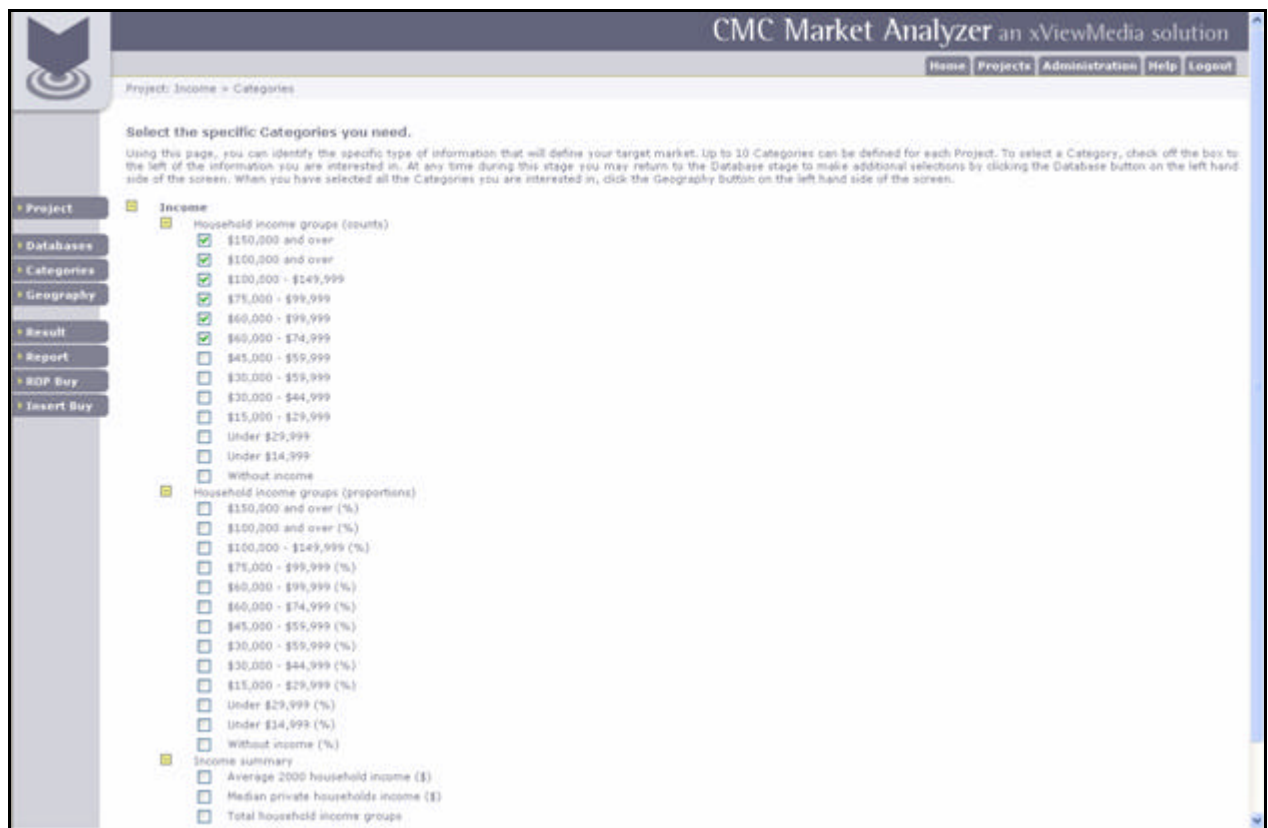 CMC Market Analyzer an xViewMedia solution
Home Projects Administration Help Logout
Project: Income > Categories
Select the specific Categories you need.
Using this page, you can identify the specific type of information that will define your target market. Up to 10 Categories can be defined for each Project. To select a Category, check off the box to
the left of the information you are interested in. At any time during this stage you may return to the Database stage to make additional selections by clicking the Database button on the left hand
side of the screen. When you have selected all the Categories you are interested in, click the Geography button on the left hand side of the screen.
Project
Databases
Categories
Geography
Result
Report
ROP Buy
Insert Buy
Income
Household income groups (counts)
$150,000 and over
$100,000 and over
$100,000 - $149,999
$75,000 - $99,999
$60,000 - $99,999
$60,000 - $74,999
$45,000 - $59,999
$30,000 - $59,999
$30,000 - $44,999
$15,000 - $29,999
Under $29,999
Under $14,999
Without income
Household income groups (proportions)
$150,000 and over (%)
$100,000 and over (%)
$100,000 - $149,999 (%)
$75,000 - $99,999 (%)
$60,000 - $99,999 (%)
$60,000 - $74,999 (%)
$45,000 - $59,999 (%)
$30,000 - $59,999 (%)
$30,000 - $44,999 (%)
$15,000 - $29,999 (%)
Under $29,999 (%)
Under $14,999 (%)
Without income (%)
Income summary
Average 2000 household income ($)
Median private households income ($)
Total household income groups